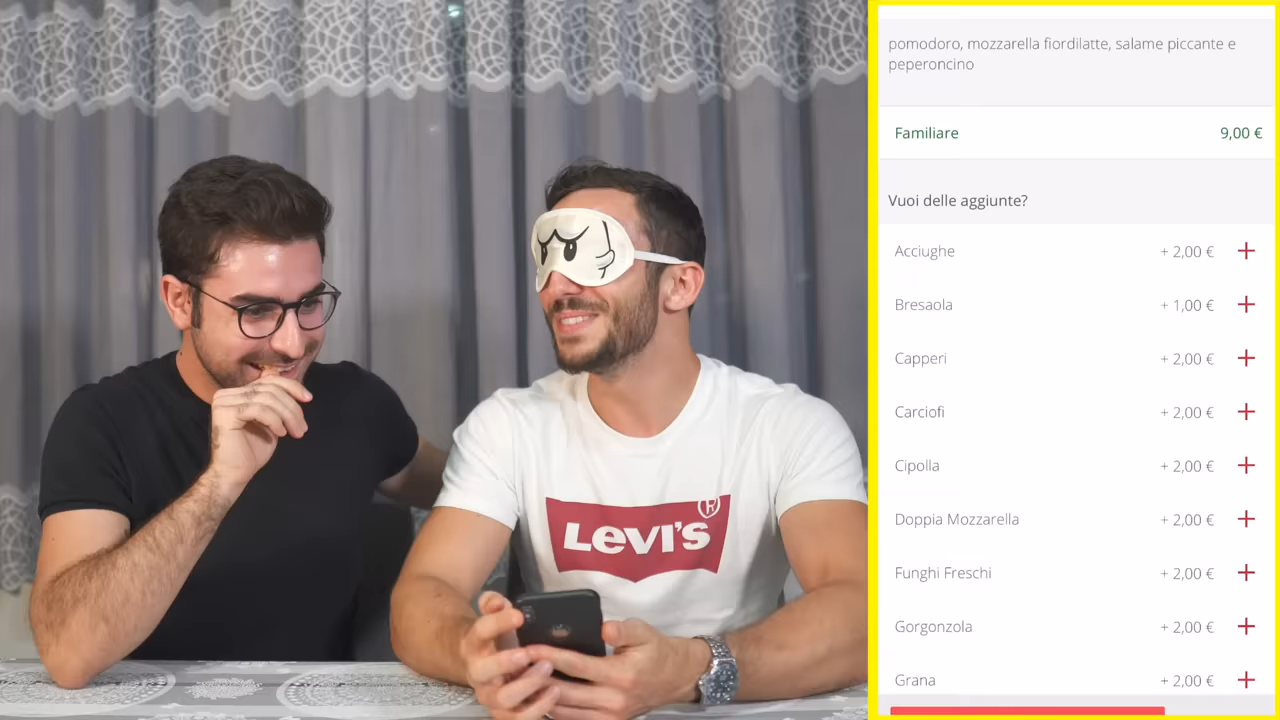 pomodoro, mozzarella fiordilatte, salame piccante e
peperoncino
Familiare 9,00 €
Vuoi delle aggiunte?
Acciughe + 2,00 € +
Bresaola + 1,00 € +
Capperi + 2,00 € +
Carciofi + 2,00 € +
Cipolla + 2,00 € +
Doppia Mozzarella + 2,00 € +
Funghi Freschi + 2,00 € +
Gorgonzola + 2,00 € +
Grana + 2,00 € +
LEVI'S
®